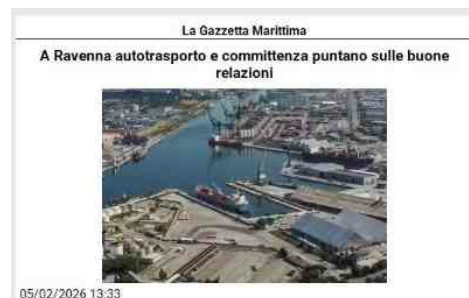 La Gazzetta Marittima
A Ravenna autotrasporto e committenza puntano sulle buone
relazioni
05/02/2026 13:33